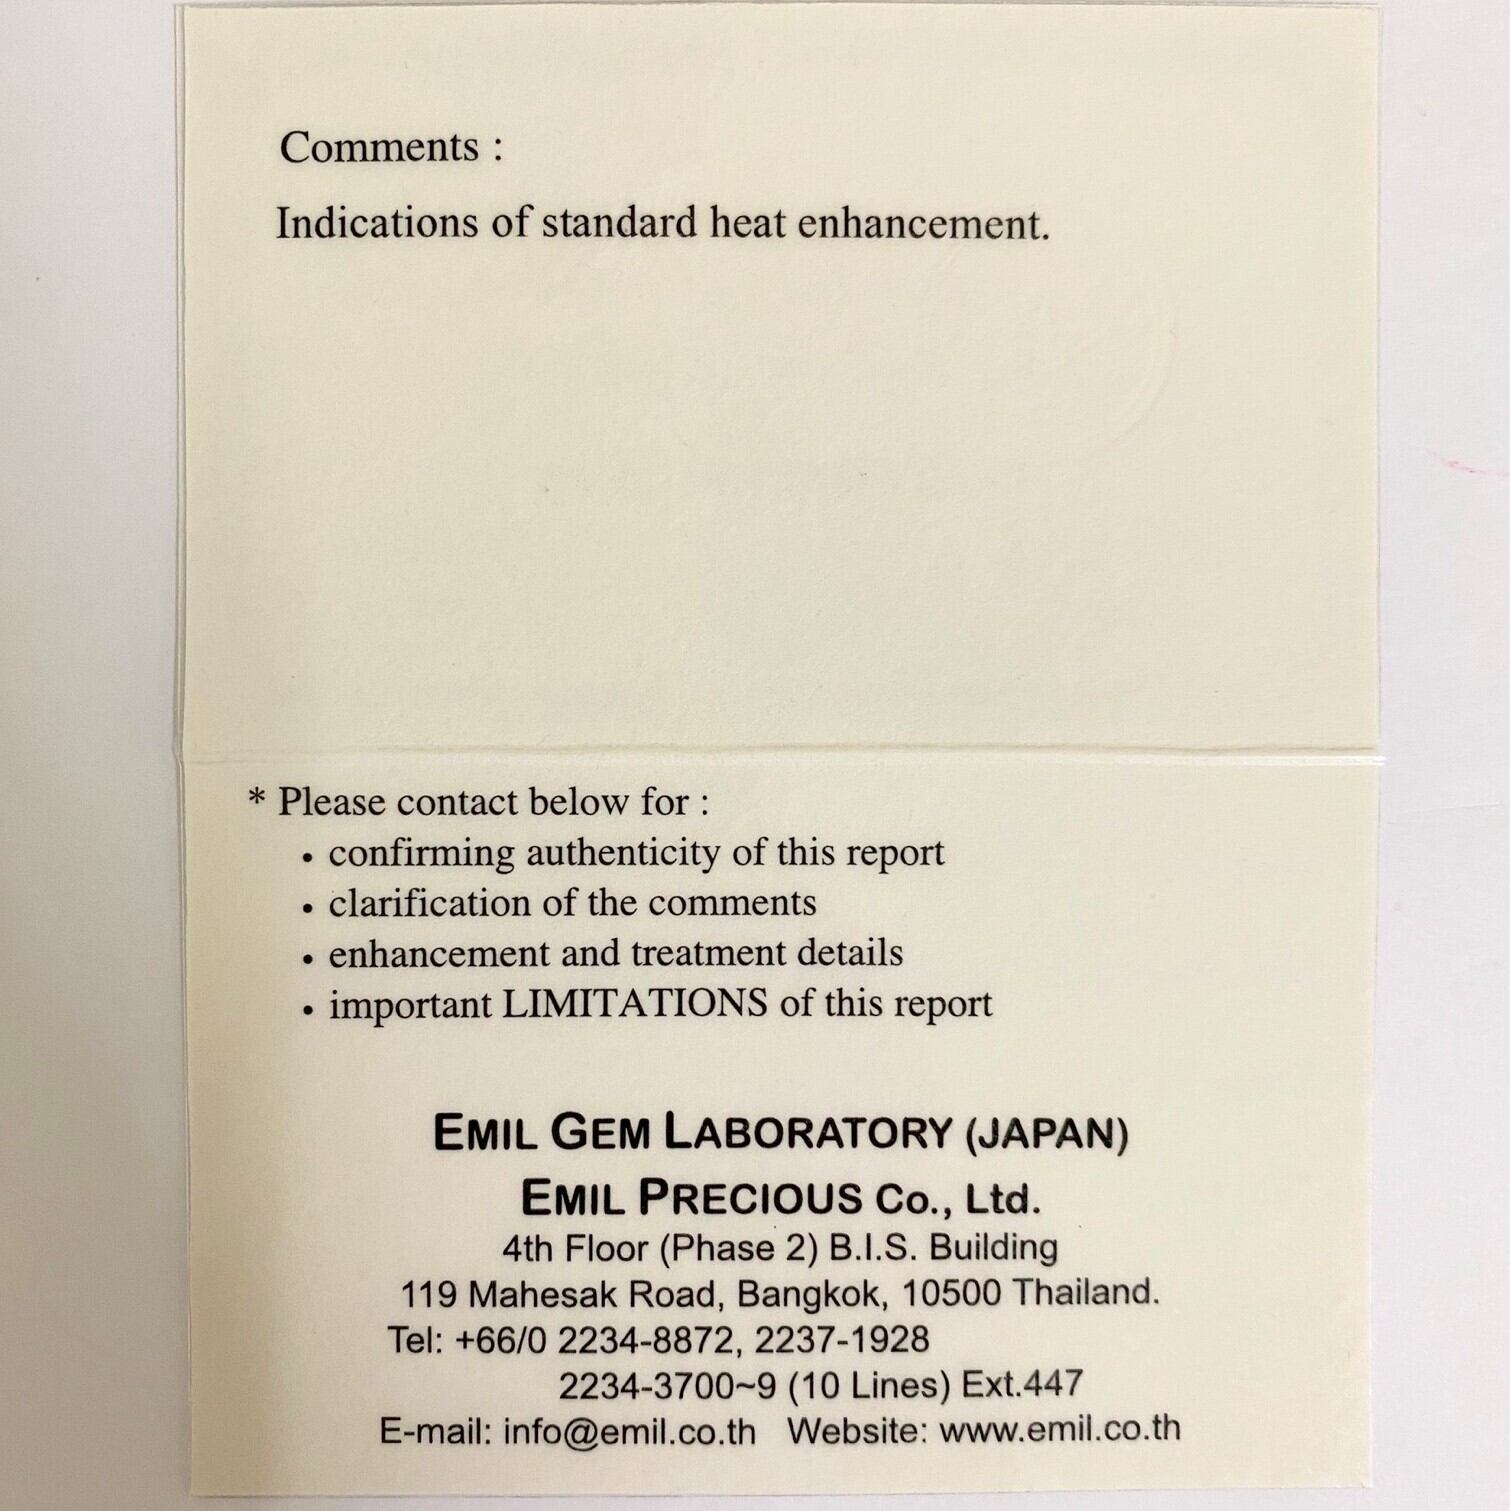 Comments :
Indications of standard heat enhancement.
* Please contact below for :
• confirming authenticity of this report
• clarification of the comments
• enhancement and treatment details
• important LIMITATIONS of this report
EMIL GEM LABORATORY (JAPAN)
EMIL PRECIOUS Co., Ltd.
4th Floor (Phase 2) B.I.S. Building
119 Mahesak Road, Bangkok, 10500 Thailand.
Tel: +66/0 2234-8872, 2237-1928
2234-3700~9 (10 Lines) Ext.447
E-mail: info@emil.co.th Website: www.emil.co.th